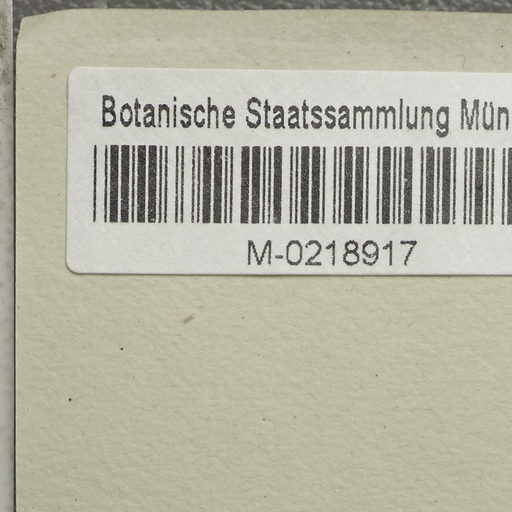 Botanische Staatssammlung Mün
M-0218917